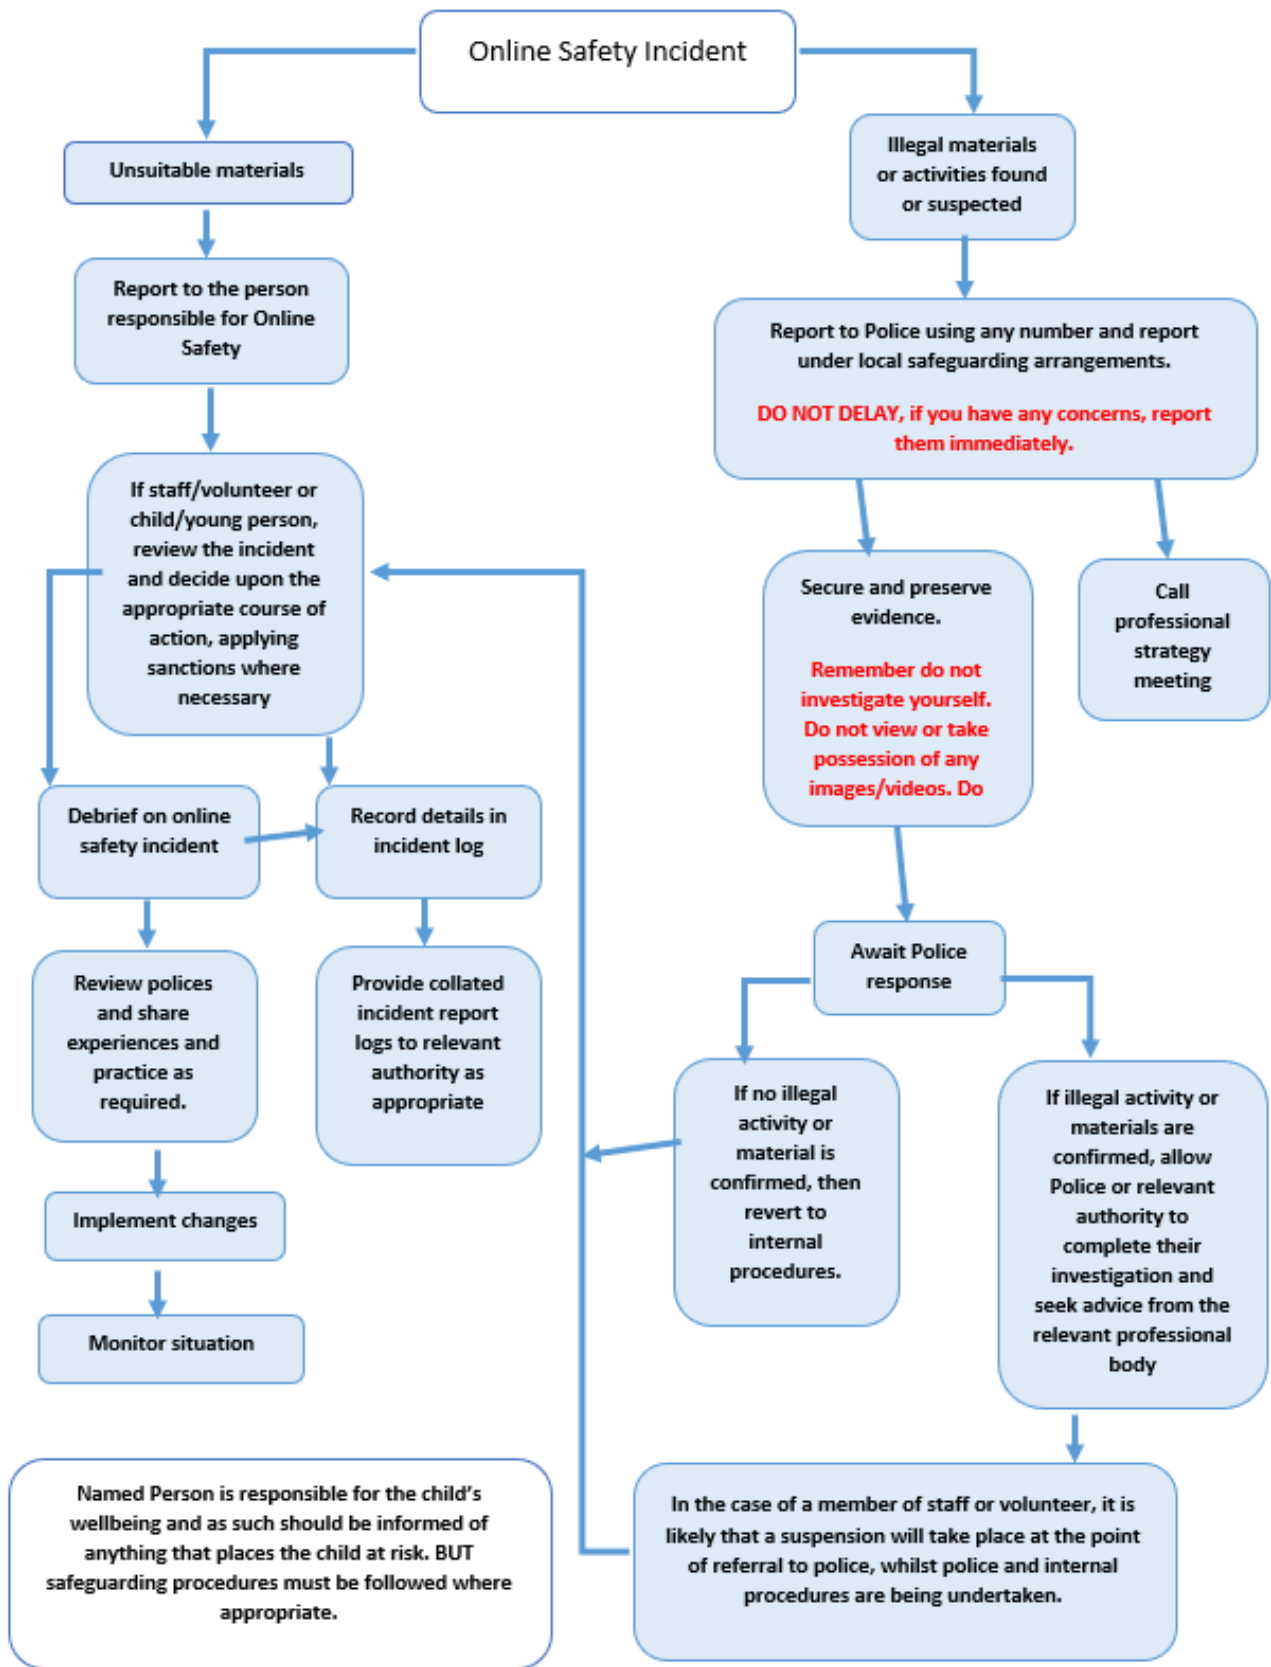 Online Safety Incident
Unsuitable materials
Illegal materials
or activities found
or suspected
Report to the person
responsible for Online
Safety
Report to Police using any number and report
under local safeguarding arrangements.
DO NOT DELAY, if you have any concerns, report
them immediately.
If staff/volunteer or
child/young person,
review the incident
and decide upon the
appropriate course of
action, applying
sanctions where
necessary
Secure and preserve
evidence.
Remember do not
investigate yourself.
Do not view or take
possession of any
images/videos. Do
Call
professional
strategy
meeting
Debrief on online
safety incident
Record details in
incident log
Await Police
response
Review polices
and share
experiences and
practice as
required.
Provide collated
incident report
logs to relevant
authority as
appropriate
If no illegal
activity or
material is
confirmed, then
revert to
internal
procedures.
If illegal activity or
materials are
confirmed, allow
Police or relevant
authority to
complete their
investigation and
seek advice from the
relevant professional
body
Implement changes
Monitor situation
Named Person is responsible for the child's
wellbeing and as such should be informed of
anything that places the child at risk. BUT
safeguarding procedures must be followed where
appropriate.
In the case of a member of staff or volunteer, it is
likely that a suspension will take place at the point
of referral to police, whilst police and internal
procedures are being undertaken.